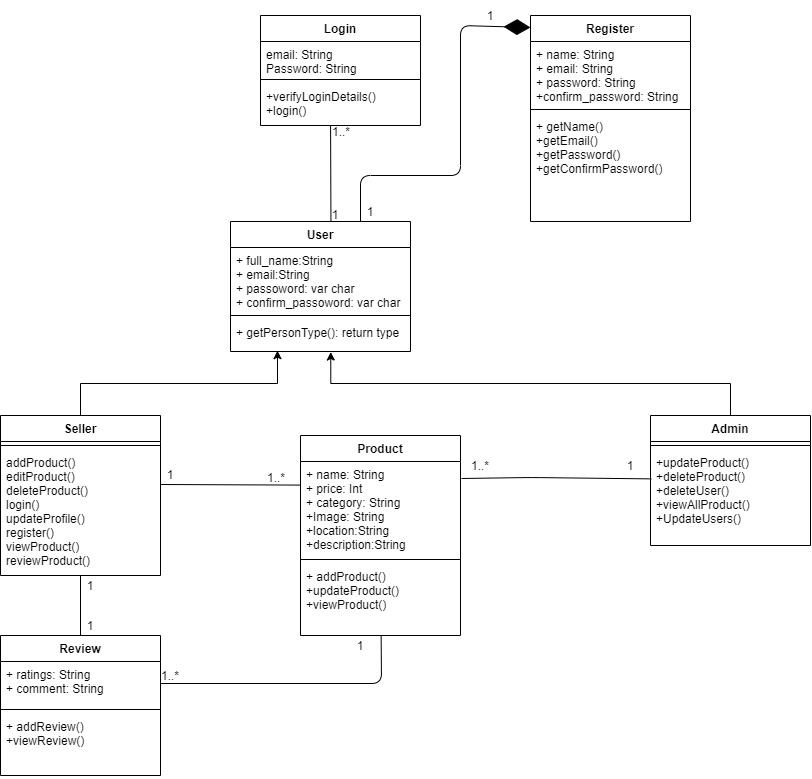 Login
email: String
Password: String
+verifyLoginDetails()
+login()
1..*
1
1
Register
+ name: String
+ email: String
+ password: String
+confirm_password: String
+ getName()
+getEmail()
+getPassword()
+getConfirmPassword()
1
User
+ full_name:String
+ email:String
+ passoword: var char
+ confirm_passoword: var char
+ getPersonType(): return type
Seller
addProduct()
editProduct()
deleteProduct()
login()
updateProfile()
register()
viewProduct()
reviewProduct()
1
1..*
Product
+ name: String
+ price: Int
+ category: String
+Image: String
+location:String
+description:String
+ addProduct()
+updateProduct()
+viewProduct()
1..*
1
Admin
+updateProduct()
+deleteProduct()
+deleteUser()
+viewAllProduct()
+UpdateUsers()
1
1
Review
+ ratings: String
+ comment: String
+ addReview()
+viewReview()
1..*
1